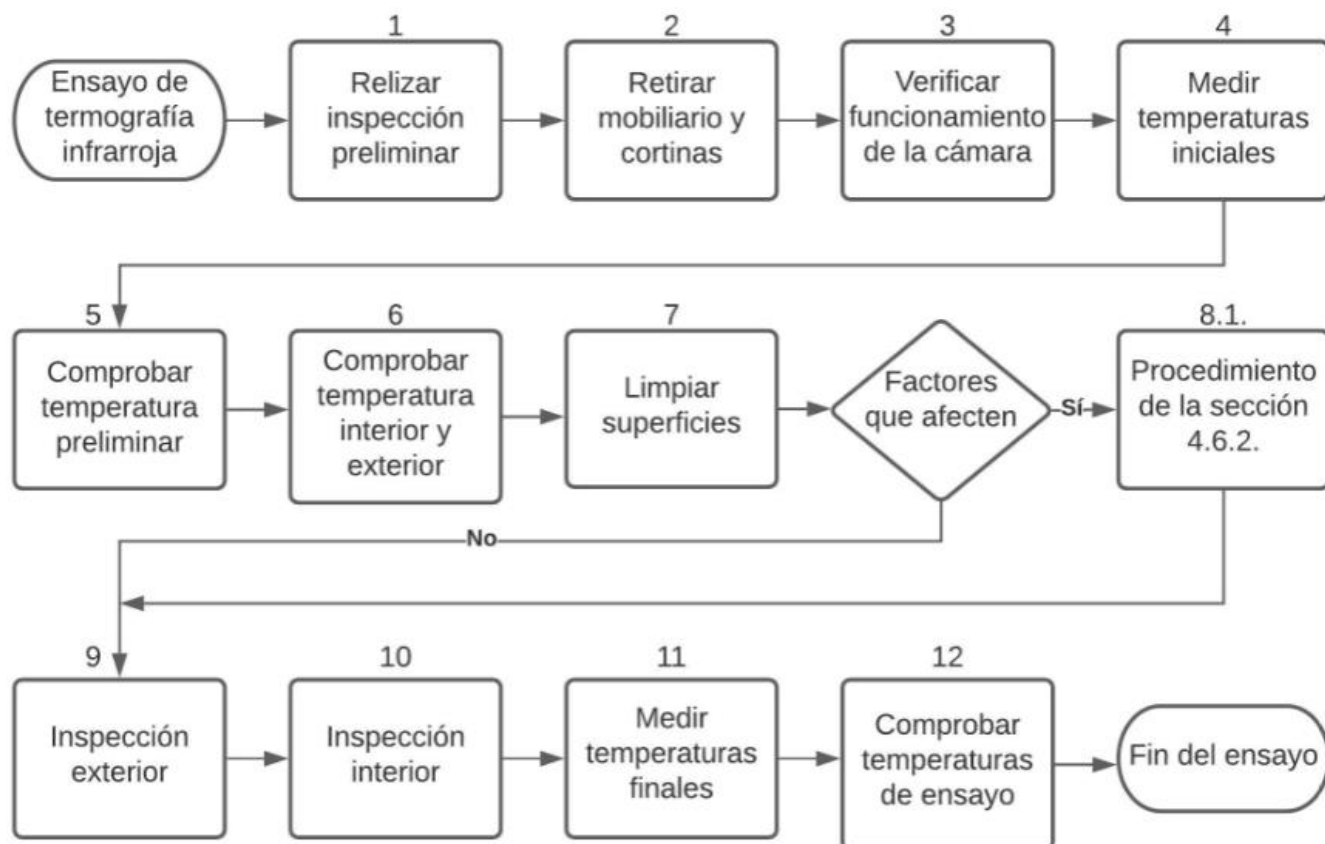 1
2
3
4
Ensayo de
termografía
infrarroja
Relizar
inspección
preliminar
Retirar
mobiliario y
cortinas
Verificar
funcionamiento
de la cámara
Medir
temperaturas
iniciales
5
6
7
8.1.
Comprobar
temperatura
preliminar
Comprobar
temperatura
interior y
exterior
Limpiar
superficies
Factores
que afecten
Sí
Procedimiento
de la sección
4.6.2.
No
9
10
11
12
Inspección
exterior
Inspección
interior
Medir
temperaturas
finales
Comprobar
temperaturas
de ensayo
Fin del ensayo